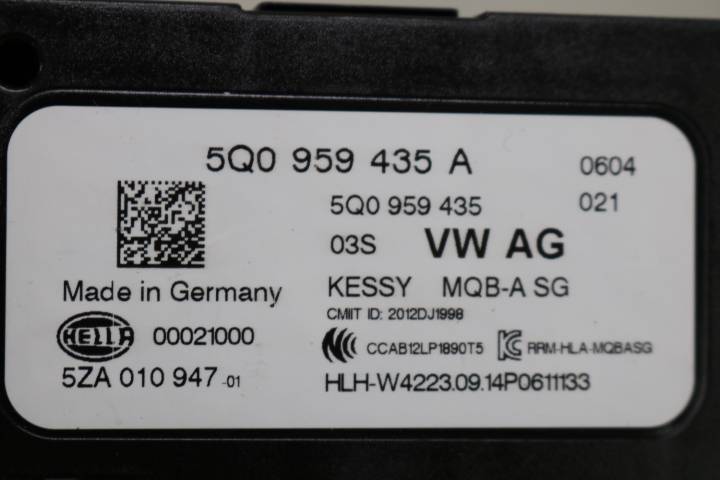 5Q0 959 435 A 0604
5Q0 959 435 021
03S VW AG
Made in Germany KESSY MQB-A SG
CMIIT ID: 2012DJ1998
HELLA 00021000 CCAB12LP1890T5 RRM-HLA-MQBASG
5ZA 010 947 -01 HLH-W4223.09.14P0611133